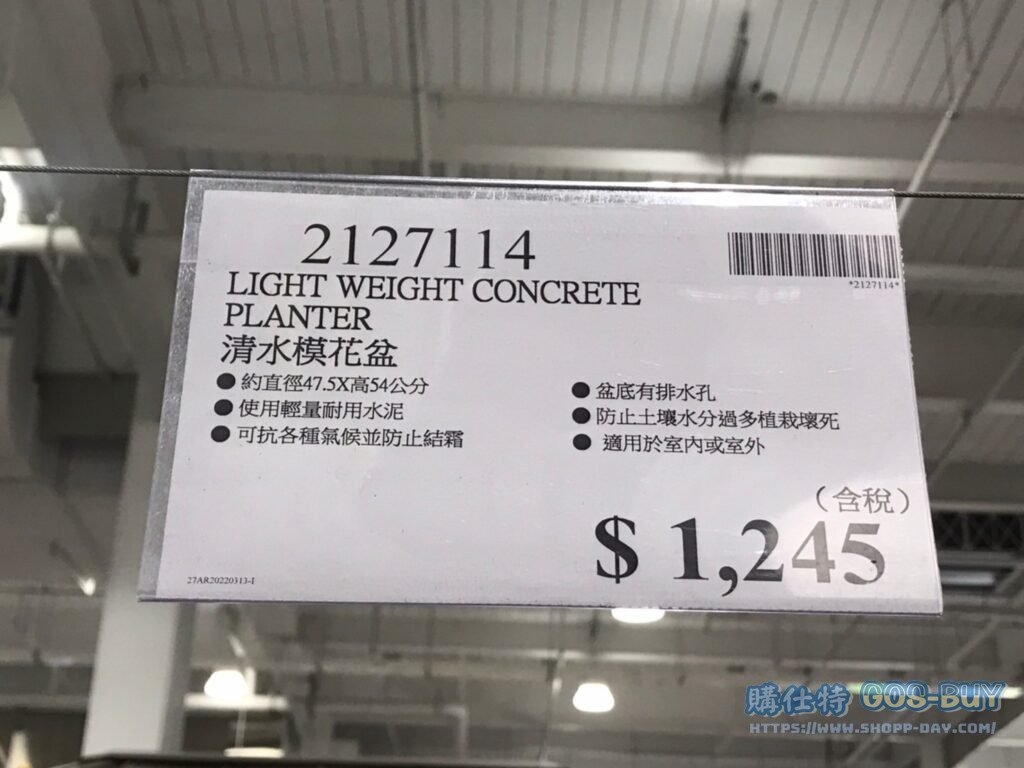 2127114
LIGHT WEIGHT CONCRETE
PLANTER
清水模花盆
●約直徑47.5X高54公分
●使用輕量耐用水泥
●可抗各種氣候並防止結霜
●盆底有排水孔
●防止土壤水分過多植栽壞死
● 適用於室內或室外
*2127114*
(含稅)
$ 1,245
27AR20220313-I
購仕特 GOS-BUY
HTTPS://WWW.SHOPP-DAY.COM/